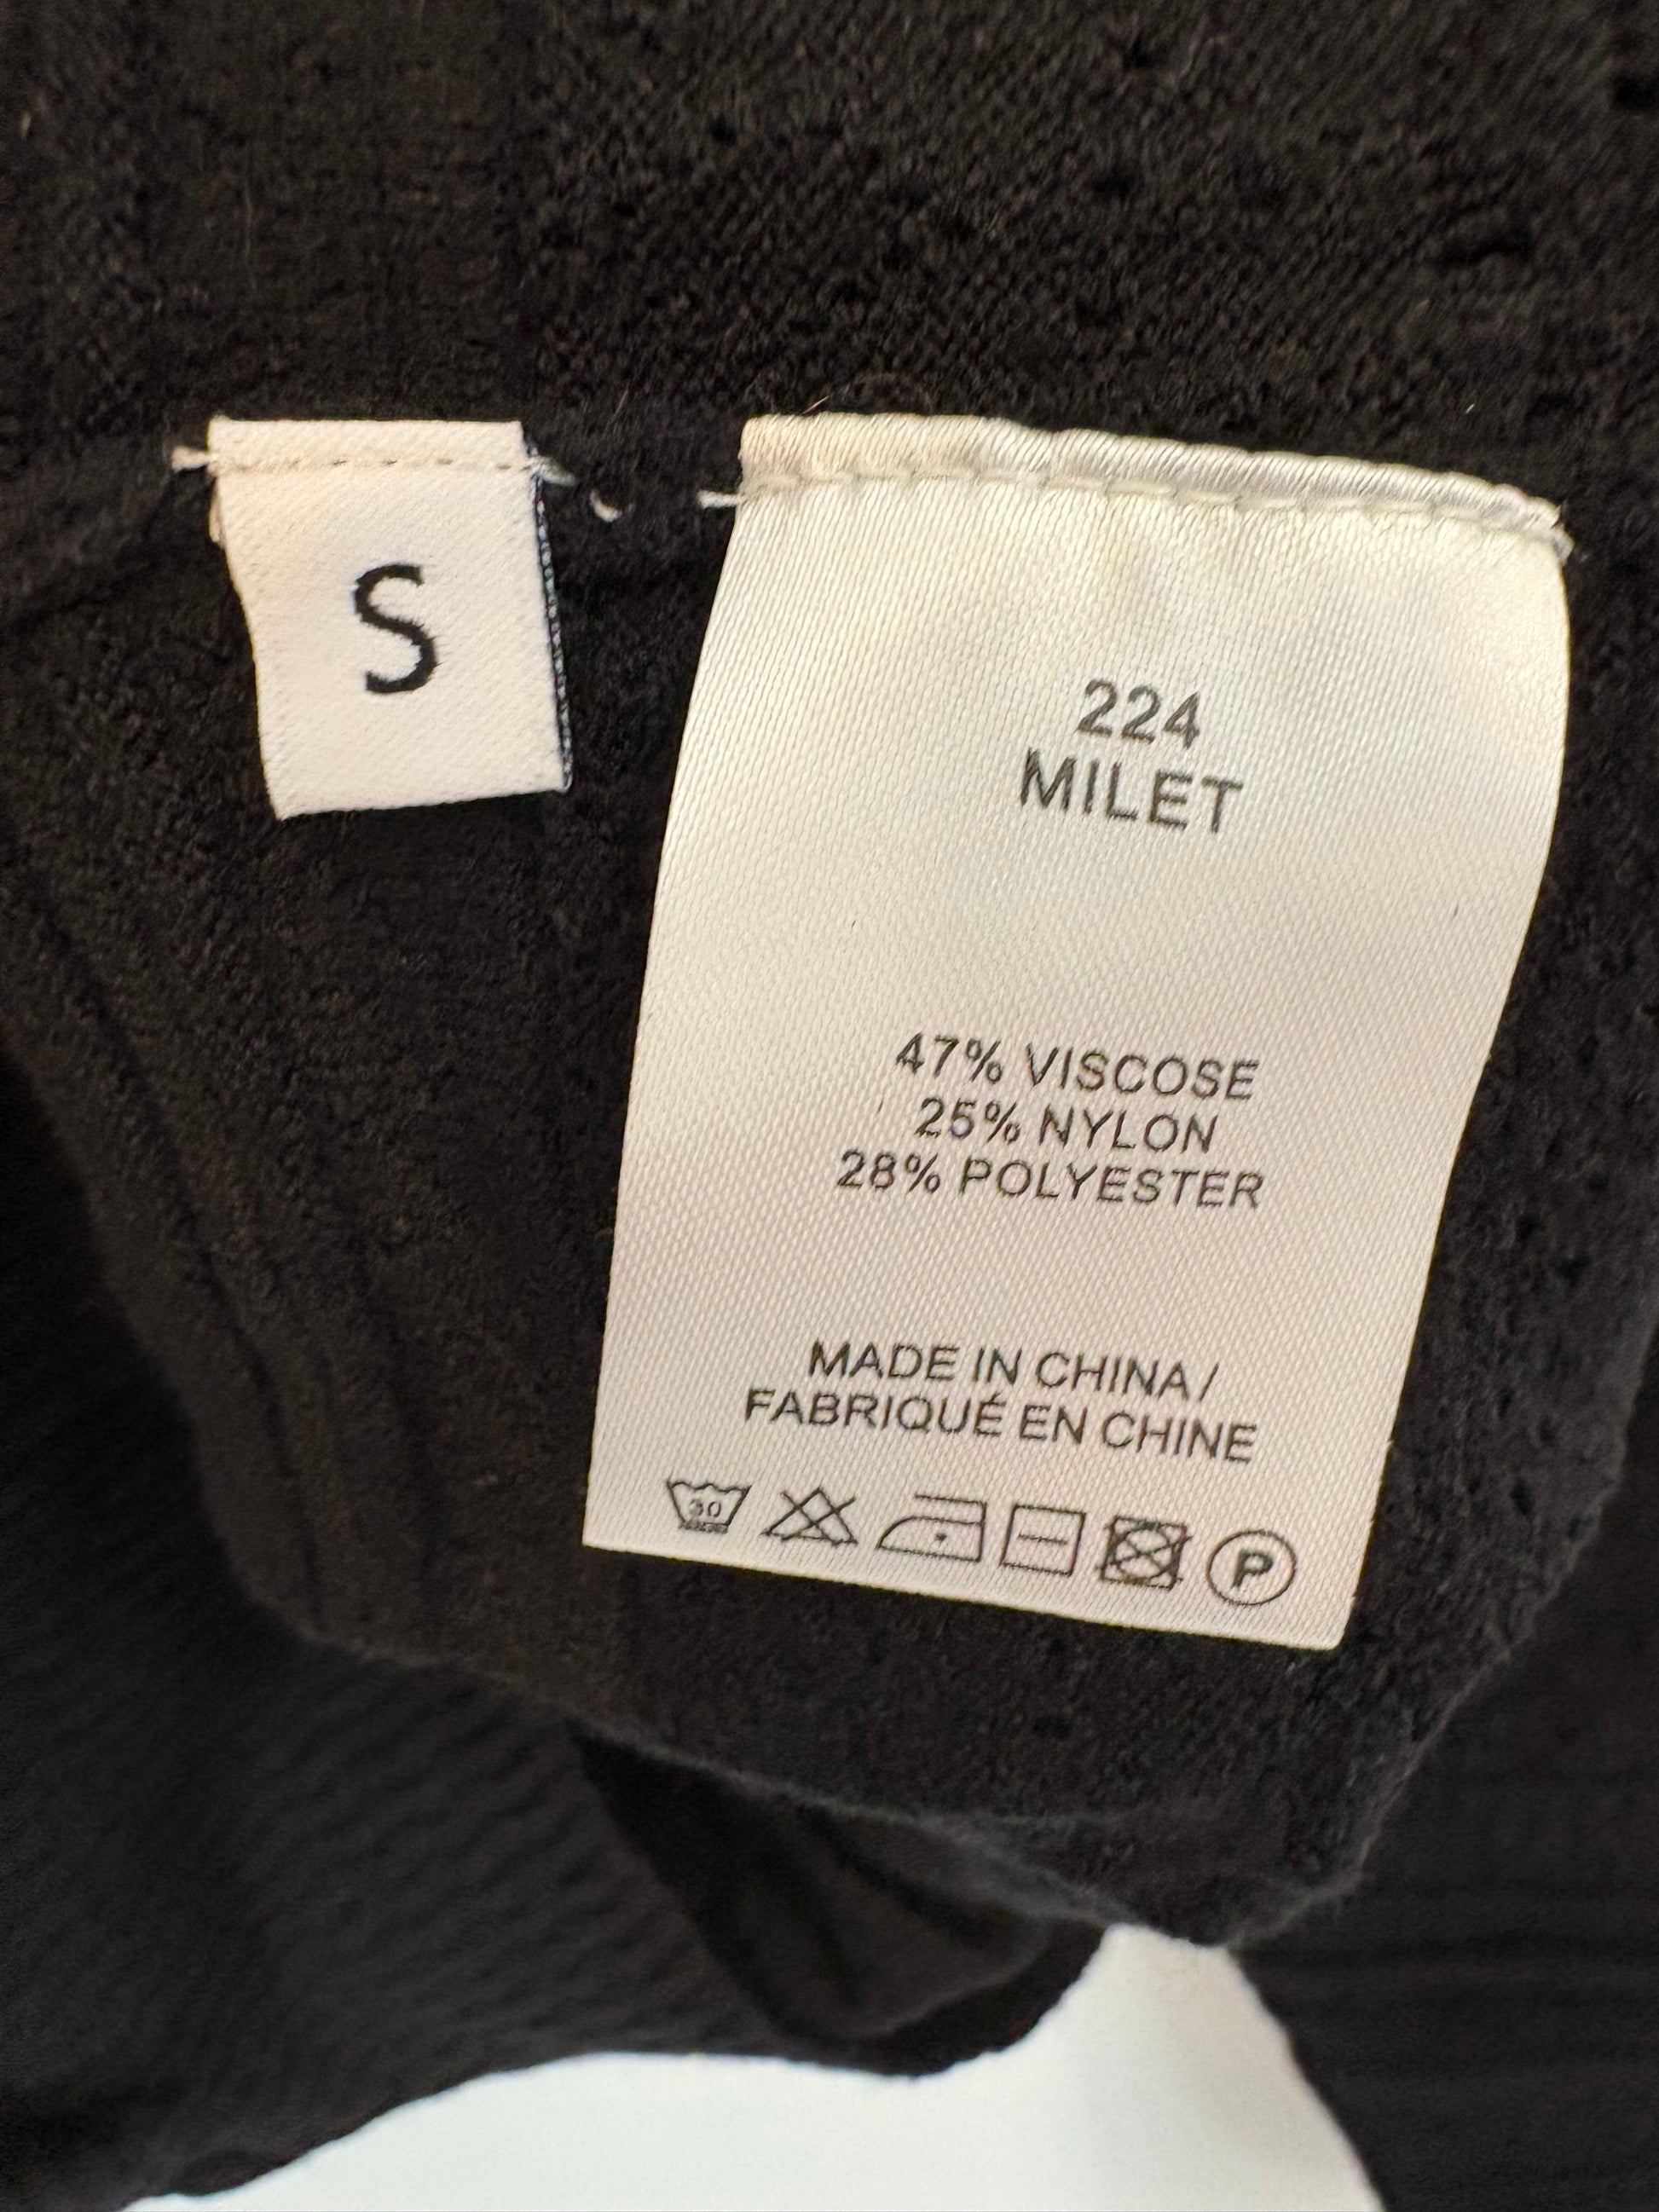 S
224
MILET
47% VISCOSE
25% NYLON
28% POLYESTER
MADE IN CHINA /
FABRIQUÉ EN CHINE
30
P